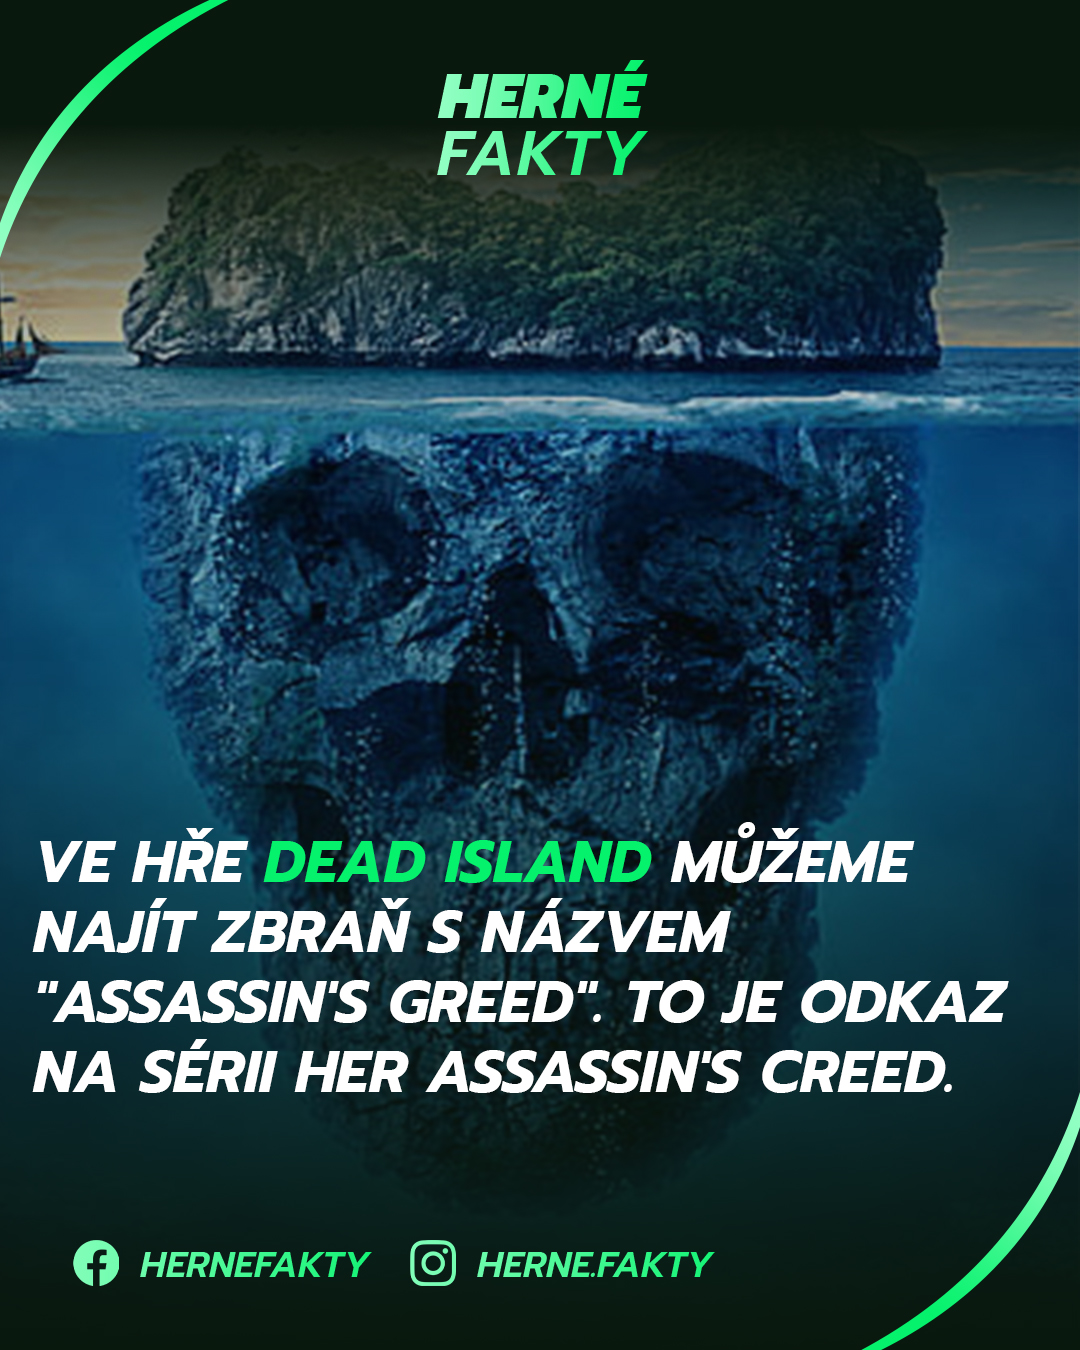 HERNÉ
FAKTY
VE HŘE DEAD ISLAND MŮŽEME
NAJÍT ZBRAŇ S NÁZVEM
"ASSASSIN'S GREED". TO JE ODKAZ
NA SÉRII HER ASSASSIN'S CREED.
HERNEFAKTY
HERNE.FAKTY